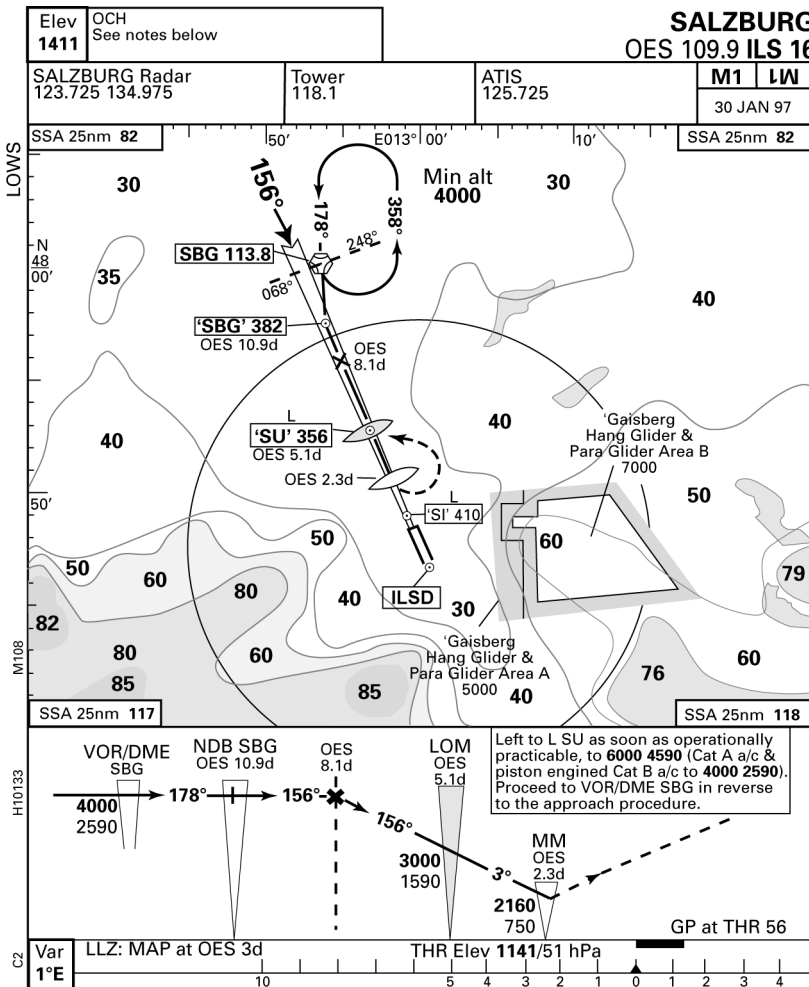 Elev
1411
OCH
See notes below
SALZBURG
OES 109.9 ILS 16
SALZBURG Radar
123.725 134.975
Tower
118.1
ATIS
125.725
M1
M1
30 JAN 97
LOWS
SSA 25nm 82
50'
E013° 00'
10'
SSA 25nm 82
30
156°
178°
358°
Min alt
4000
30
N
48
00'
35
SBG 113.8
248°
068°
40
'SBG' 382
OES 10.9d
OES
8.1d
40
L
'SU' 356
OES 5.1d
40
'Gaisberg
Hang Glider &
Para Glider Area B
7000
OES 2.3d
50'
L
'SI' 410
50
50
50
60
60
79
80
40
ILSD
30
82
M108
80
60
85
85
'Gaisberg
Hang Glider &
Para Glider Area A
5000
40
76
60
SSA 25nm 117
SSA 25nm 118
VOR/DME
SBG
NDB SBG
OES 10.9d
OES
8.1d
LOM
OES
5.1d
Left to L SU as soon as operationally
practicable, to 6000 4590 (Cat A a/c &
piston engined Cat B a/c to 4000 2590).
Proceed to VOR/DME SBG in reverse
to the approach procedure.
H10133
4000
2590
178°
156°
156°
3000
1590
3°
MM
OES
2.3d
2160
750
GP at THR 56
C2
Var
1°E
LLZ: MAP at OES 3d
THR Elev 1141/51 hPa
10
5
4
3
2
1
0
1
2
3
4